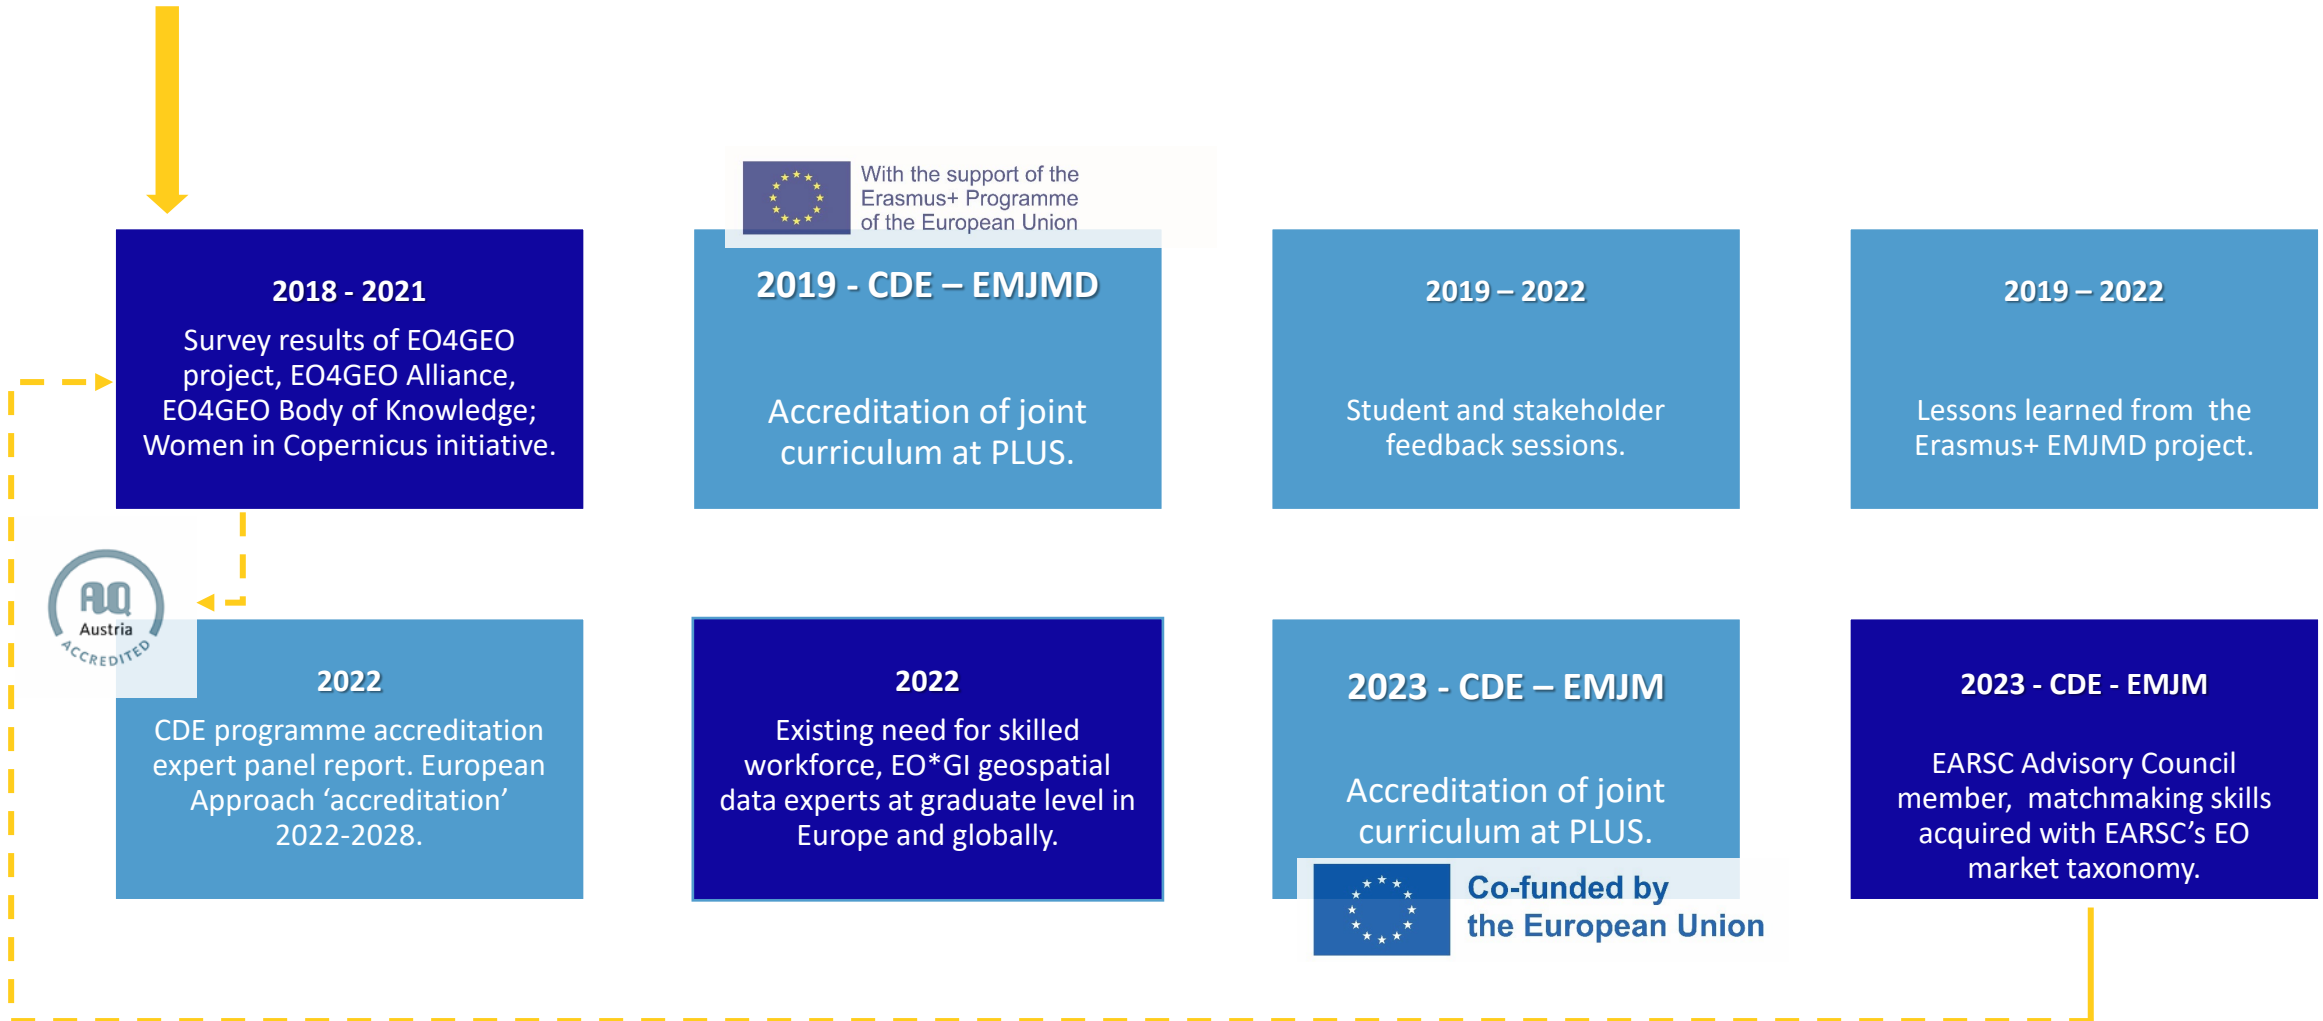 With the support of the
Erasmus+ Programme
of the European Union
2018 - 2021
Survey results of EO4GEO
project, EO4GEO Alliance,
EO4GEO Body of Knowledge;
Women in Copernicus initiative.
2019 - CDE – EMJMD
Accreditation of joint
curriculum at PLUS.
2019 – 2022
Student and stakeholder
feedback sessions.
2019 – 2022
Lessons learned from the
Erasmus+ EMJMD project.
AQ
Austria
ACCREDITED
2022
CDE programme accreditation
expert panel report. European
Approach ‘accreditation’
2022-2028.
2022
Existing need for skilled
workforce, EO*GI geospatial
data experts at graduate level in
Europe and globally.
2023 - CDE – EMJM
Accreditation of joint
curriculum at PLUS.
Co-funded by
the European Union
2023 - CDE - EMJM
EARSC Advisory Council
member, matchmaking skills
acquired with EARSC’s EO
market taxonomy.